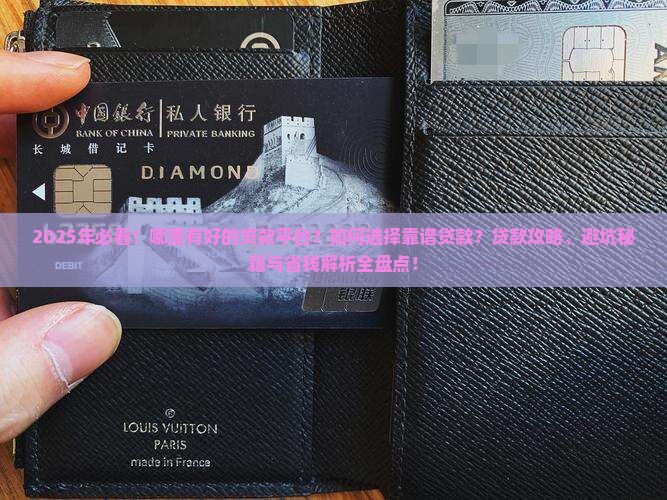 中国银行 私人银行
BANK OF CHINA PRIVATE BANKING
长城借记卡
DIAMOND
2025年必看！哪里有好的贷款平台？如何选择靠谱贷款？贷款攻略、避坑秘
籍与省钱解析全盘点！
DEBIT
银联
LOUIS VUITTON
PARIS
made in France